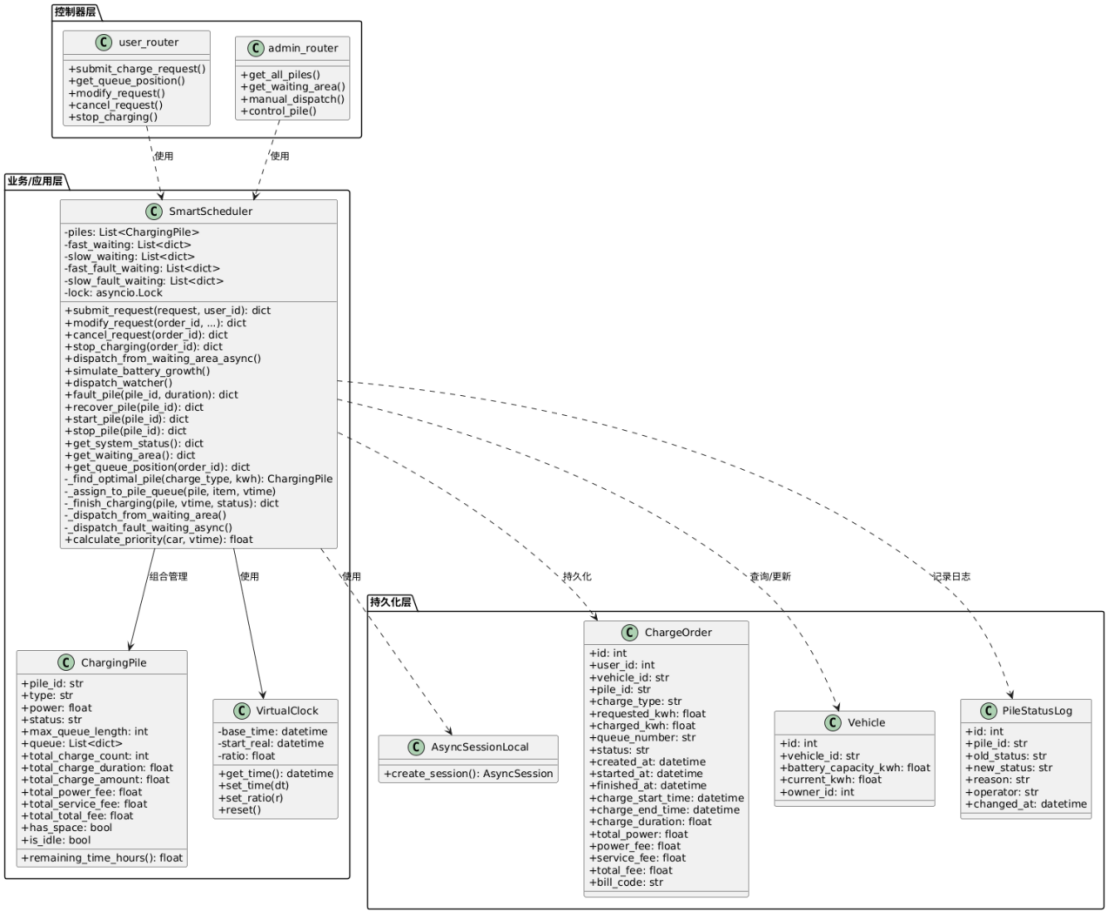 控制器层
C user_router
+submit_charge_request()
+get_queue_position()
+modify_request()
+cancel_request()
+stop_charging()
C admin_router
+get_all_piles()
+get_waiting_area()
+manual_dispatch()
+control_pile()
使用
使用
业务/应用层
C SmartScheduler
-piles: List<ChargingPile>
-fast_waiting: List<dict>
-slow_waiting: List<dict>
-fast_fault_waiting: List<dict>
-slow_fault_waiting: List<dict>
-lock: asyncio.Lock
+submit_request(request, user_id): dict
+modify_request(order_id, ...): dict
+cancel_request(order_id): dict
+stop_charging(order_id): dict
+dispatch_from_waiting_area_async()
+simulate_battery_growth()
+dispatch_watcher()
+fault_pile(pile_id, duration): dict
+recover_pile(pile_id): dict
+start_pile(pile_id): dict
+stop_pile(pile_id): dict
+get_system_status(): dict
+get_waiting_area(): dict
+get_queue_position(order_id): dict
-_find_optimal_pile(charge_type, kwh): ChargingPile
-_assign_to_pile_queue(pile, item, vtime)
-_finish_charging(pile, vtime, status): dict
-_dispatch_from_waiting_area()
-_dispatch_fault_waiting_async()
+calculate_priority(car, vtime): float
组合管理
使用
使用
持久化
查询/更新
记录日志
C ChargingPile
+pile_id: str
+type: str
+power: float
+status: str
+max_queue_length: int
+queue: List<dict>
+total_charge_count: int
+total_charge_duration: float
+total_charge_amount: float
+total_power_fee: float
+total_service_fee: float
+total_total_fee: float
+has_space: bool
+is_idle: bool
+remaining_time_hours(): float
C VirtualClock
-base_time: datetime
-start_real: datetime
-ratio: float
+get_time(): datetime
+set_time(dt)
+set_ratio(r)
+reset()
持久化层
C AsyncSessionLocal
+create_session(): AsyncSession
C ChargeOrder
+id: int
+user_id: int
+vehicle_id: str
+pile_id: str
+charge_type: str
+requested_kwh: float
+charged_kwh: float
+queue_number: str
+status: str
+created_at: datetime
+started_at: datetime
+finished_at: datetime
+charge_start_time: datetime
+charge_end_time: datetime
+charge_duration: float
+total_power: float
+power_fee: float
+service_fee: float
+total_fee: float
+bill_code: str
C Vehicle
+id: int
+vehicle_id: str
+battery_capacity_kwh: float
+current_kwh: float
+owner_id: int
C PileStatusLog
+id: int
+pile_id: str
+old_status: str
+new_status: str
+reason: str
+operator: str
+changed_at: datetime